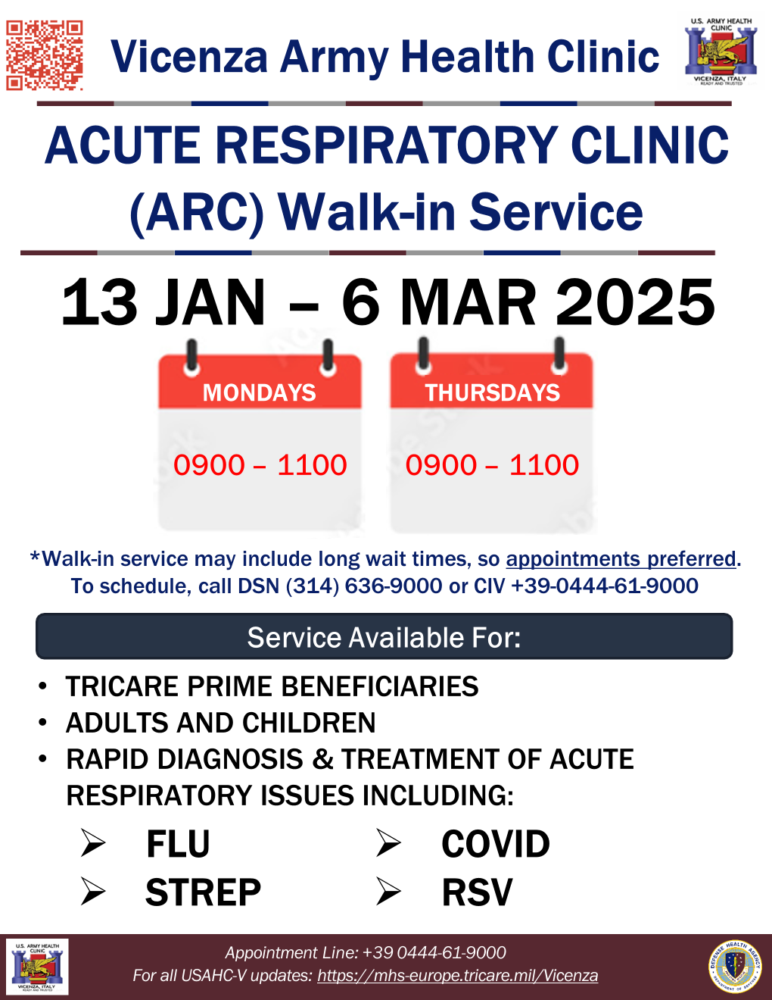 Vicenza Army Health Clinic
U.S. ARMY HEALTH
CLINIC
VICENZA, ITALY
READY AND TRUSTED
ACUTE RESPIRATORY CLINIC
(ARC) Walk-in Service
13 JAN – 6 MAR 2025
MONDAYS
0900 – 1100
THURSDAYS
0900 – 1100
*Walk-in service may include long wait times, so appointments preferred.
To schedule, call DSN (314) 636-9000 or CIV +39-0444-61-9000
Service Available For:
• TRICARE PRIME BENEFICIARIES
• ADULTS AND CHILDREN
• RAPID DIAGNOSIS & TREATMENT OF ACUTE
RESPIRATORY ISSUES INCLUDING:
➢ FLU
➢ COVID
➢ STREP
➢ RSV
U.S. ARMY HEALTH
CLINIC
VICENZA, ITALY
READY AND TRUSTED
Appointment Line: +39 0444-61-9000
For all USAHC-V updates: https://mhs-europe.tricare.mil/Vicenza
DEFENSE HEALTH AGENCY
DEPARTMENT OF DEFENSE